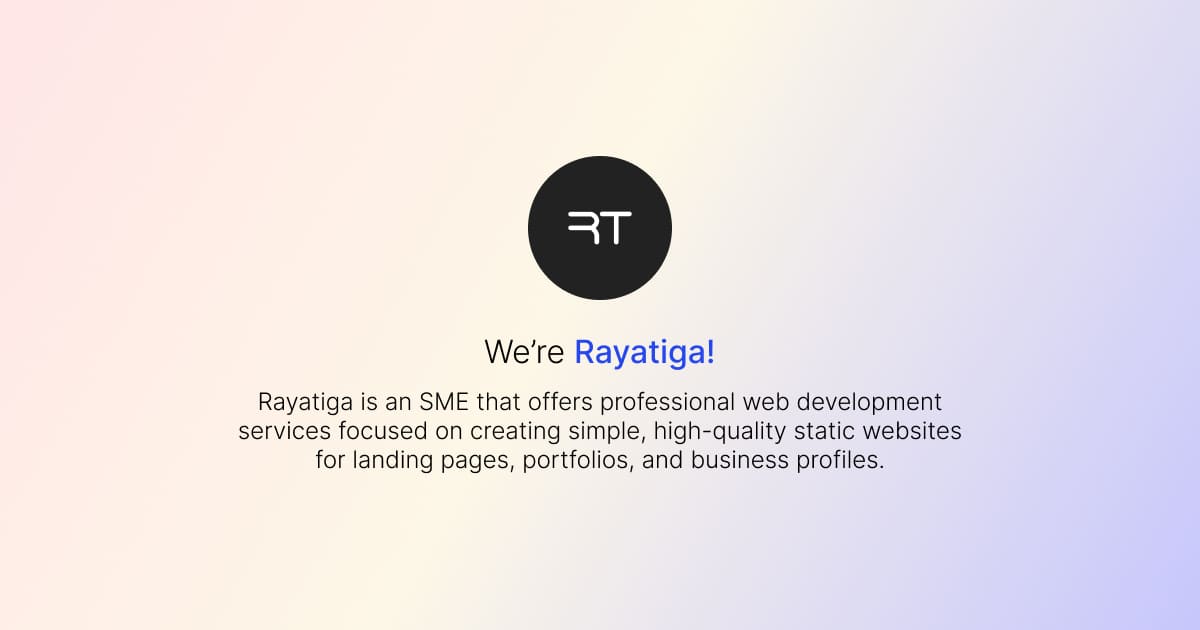 RT
We’re Rayatiga!
Rayatiga is an SME that offers professional web development
services focused on creating simple, high-quality static websites
for landing pages, portfolios, and business profiles.